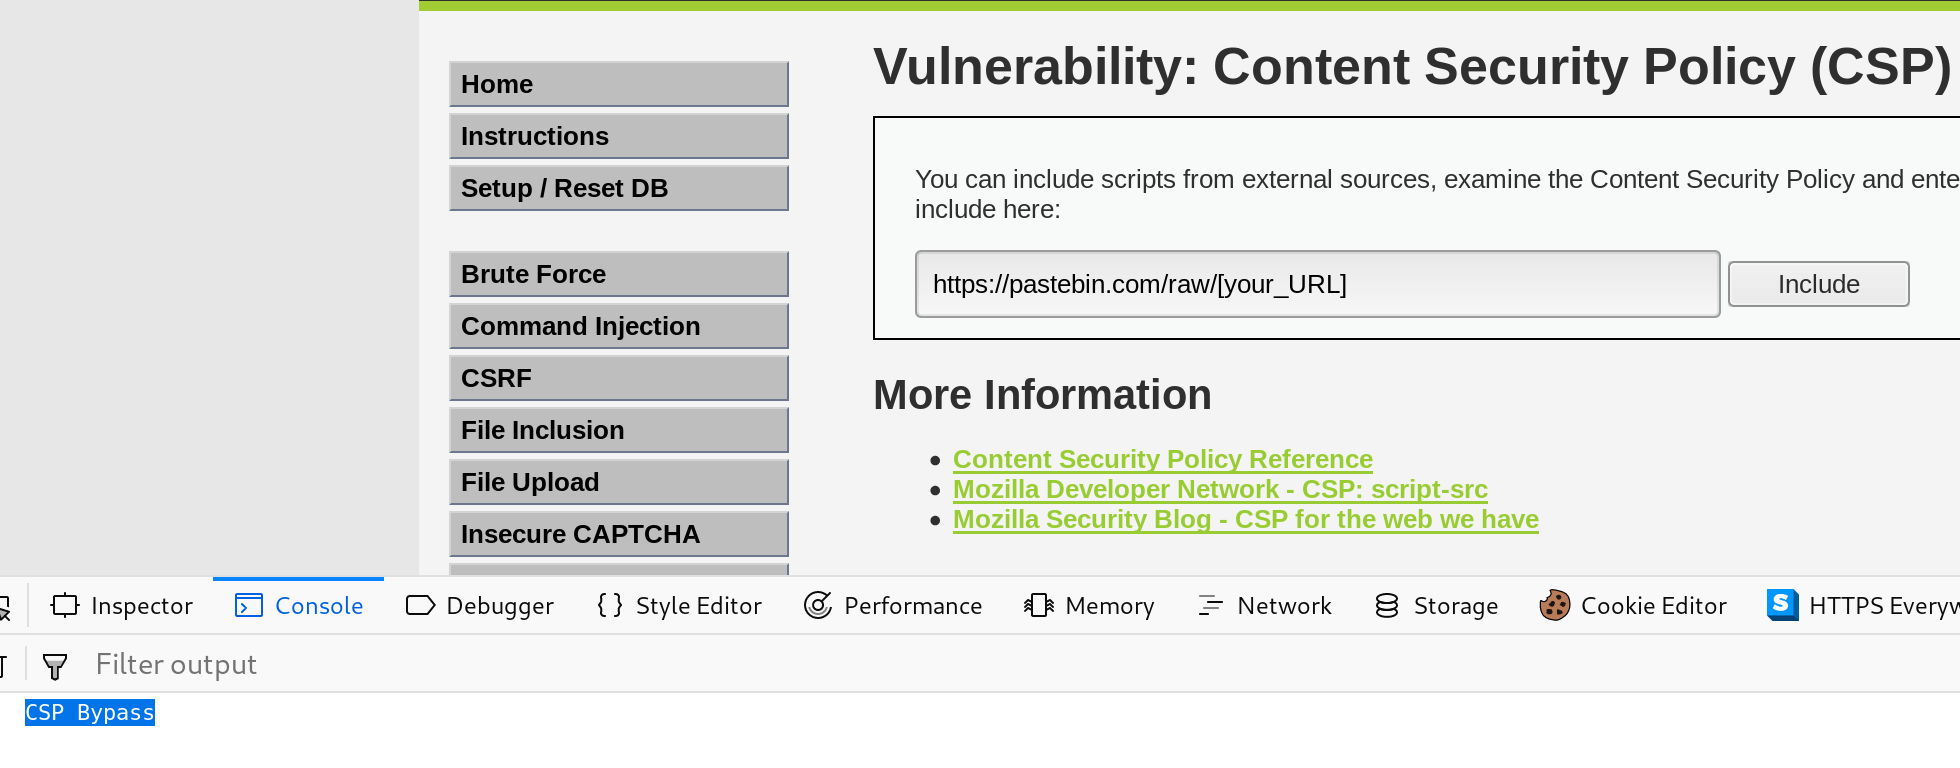 Home
Instructions
Setup / Reset DB
Brute Force
Command Injection
CSRF
File Inclusion
File Upload
Insecure CAPTCHA
Vulnerability: Content Security Policy (CSP)
You can include scripts from external sources, examine the Content Security Policy and ente
include here:
https://pastebin.com/raw/[your_URL]
Include
More Information
Content Security Policy Reference
Mozilla Developer Network - CSP: script-src
Mozilla Security Blog - CSP for the web we have
Inspector Console Debugger Style Editor Performance Memory Network Storage Cookie Editor HTTPS Everyw
Filter output
CSP Bypass